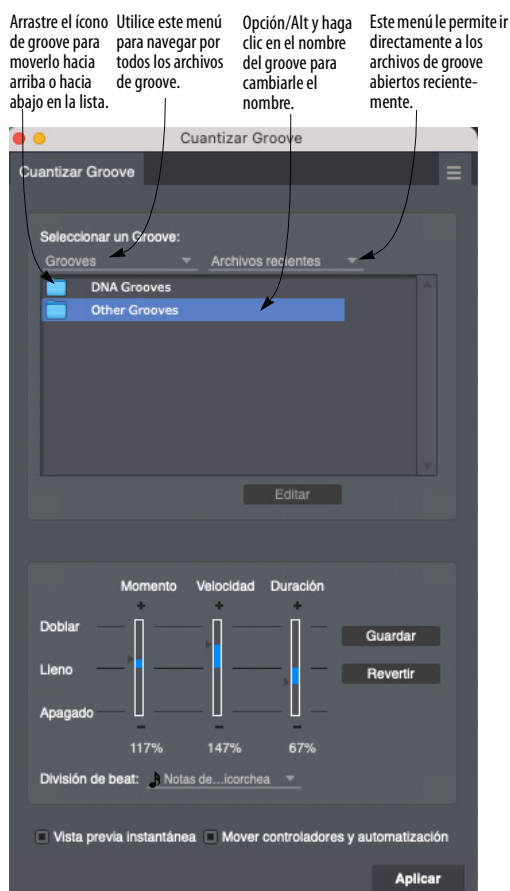 Arrastre el ícono
de groove para
moverlo hacia
arriba o hacia
abajo en la lista.
Utilice este menú
para navegar por
todos los archivos
de groove.
Opción/Alt y haga
clic en el nombre
del groove para
cambiarle el
nombre.
Este menú le permite ir
directamente a los
archivos de groove
abiertos reciente-
mente.
Cuantizar Groove
Cuantizar Groove
Seleccionar un Groove:
Grooves Archivos recientes
DNA Grooves
Other Grooves
Editar
Momento Velocidad Duración
+ + +
Doblar
Guardar
Lleno
Revertir
Apagado
– – –
117% 147% 67%
División de beat: Notas de...icorchea
Vista previa instantánea Mover controladores y automatización
Aplicar